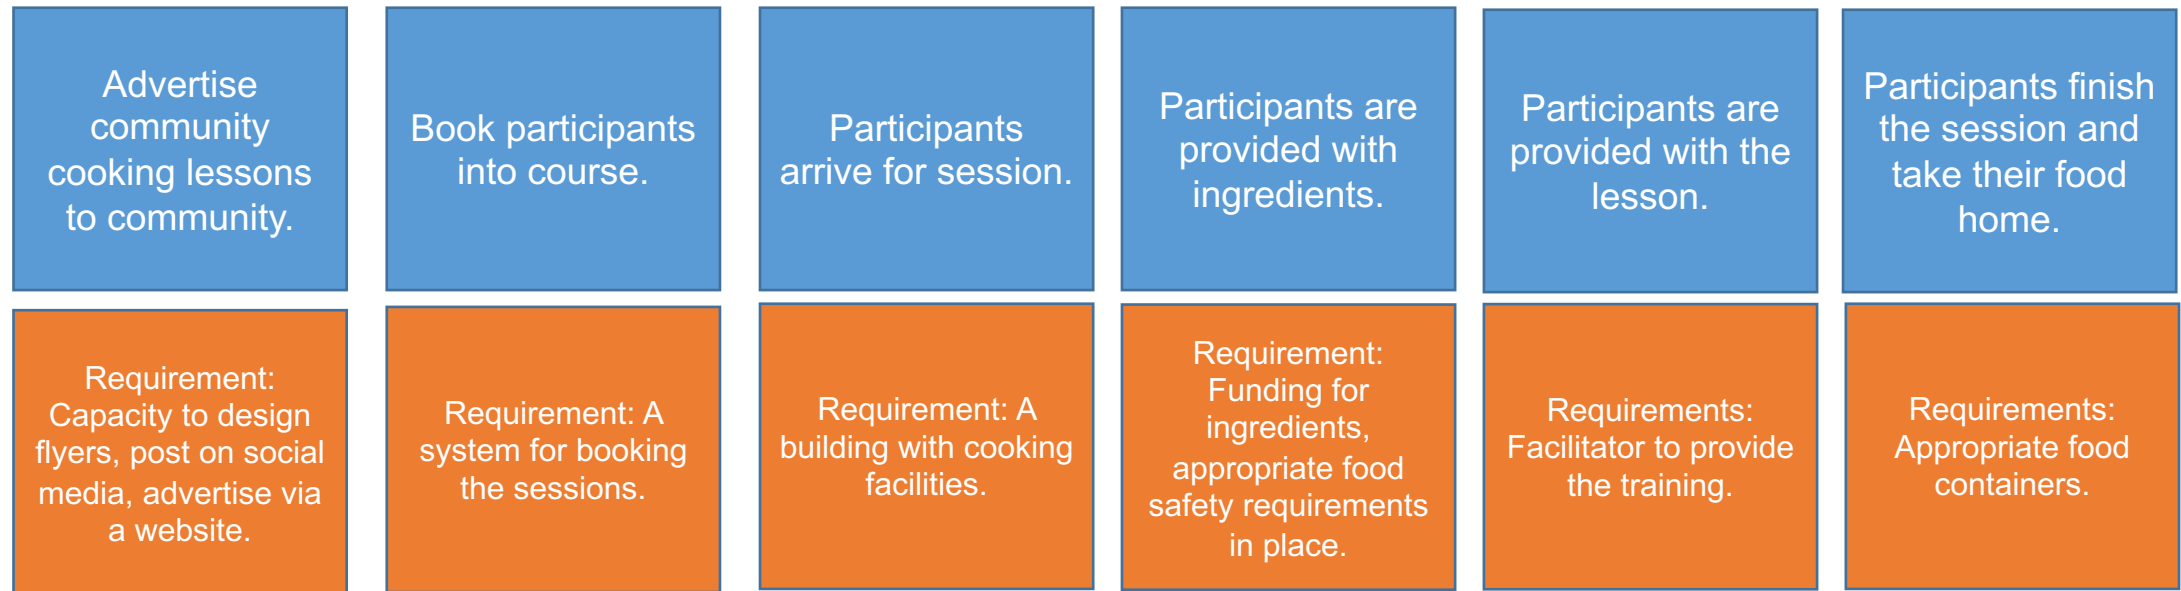 Advertise
community
cooking lessons
to community.
Book participants
into course.
Participants
arrive for session.
Participants are
provided with
ingredients.
Participants are
provided with the
lesson.
Participants finish
the session and
take their food
home.
Requirement:
Capacity to design
flyers, post on social
media, advertise via
a website.
Requirement: A
system for booking
the sessions.
Requirement: A
building with cooking
facilities.
Requirement:
Funding for
ingredients,
appropriate food
safety requirements
in place.
Requirements:
Facilitator to provide
the training.
Requirements:
Appropriate food
containers.